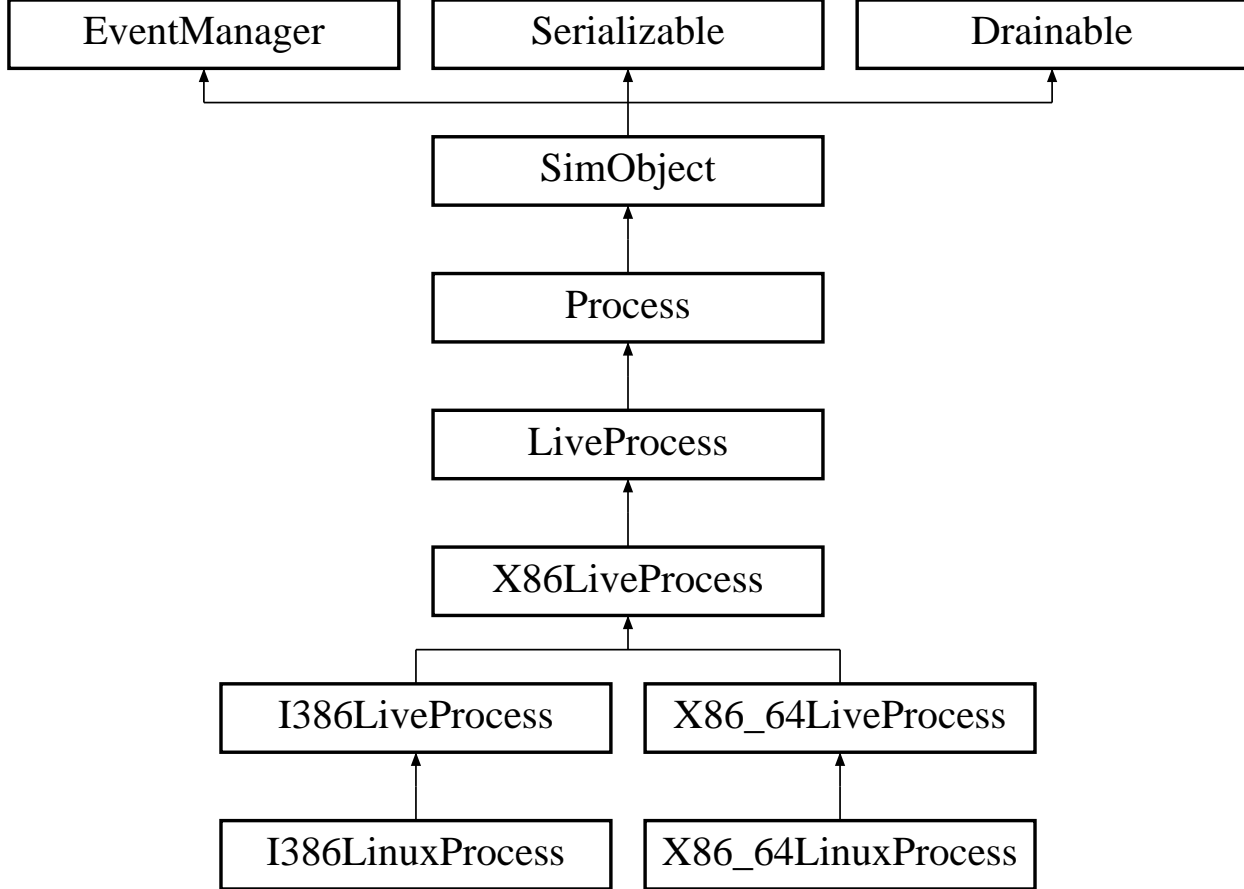 EventManager
Serializable
Drainable
SimObject
Process
LiveProcess
X86LiveProcess
I386LiveProcess
X86_64LiveProcess
I386LinuxProcess
X86_64LinuxProcess